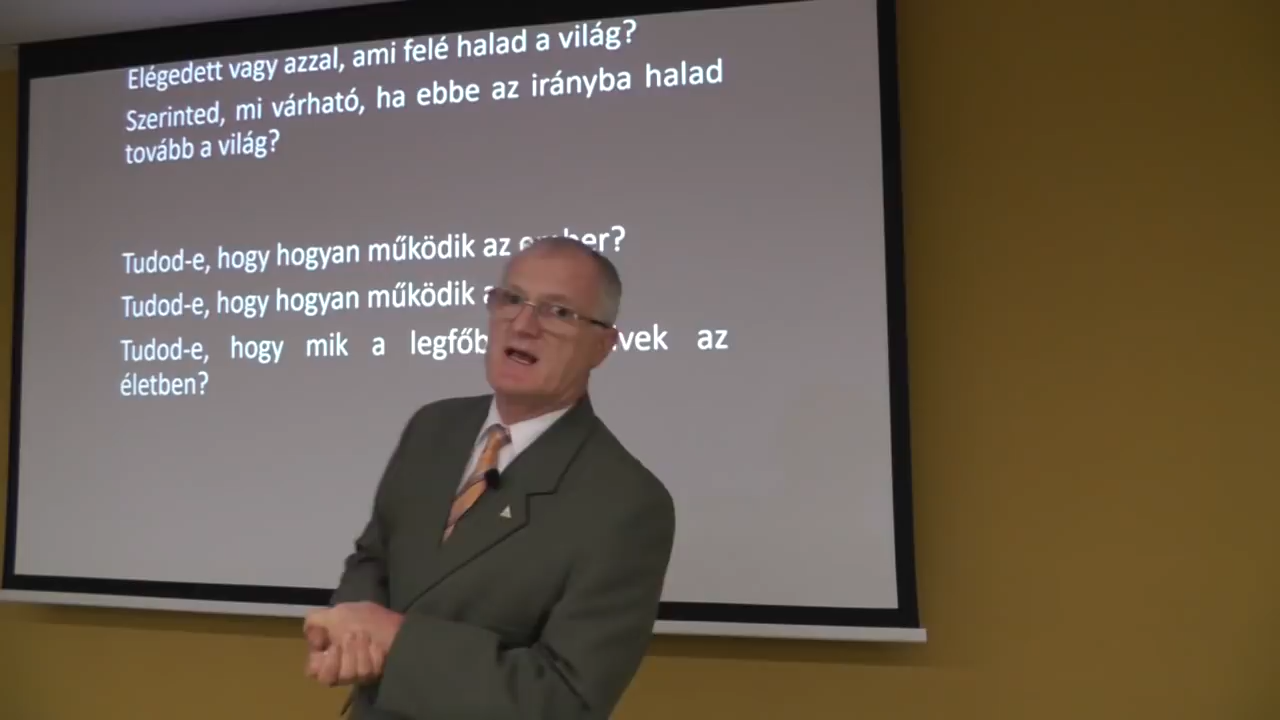 Elégedett vagy azzal, ami felé halad a világ?
Szerinted, mi várható, ha ebbe az irányba halad
tovább a világ?
Tudod-e, hogy hogyan működik az ember?
Tudod-e, hogy hogyan működik
Tudod-e, hogy mik a az
életben?